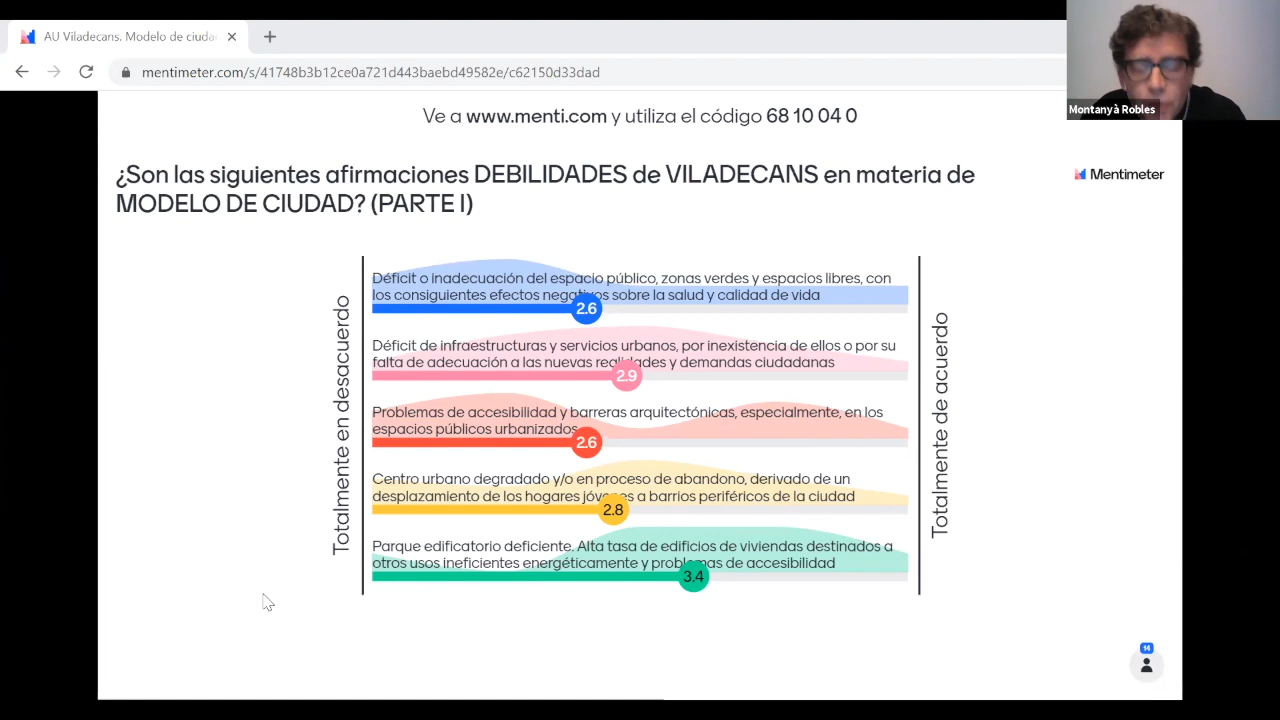 AU Viladecans. Modelo de ciuda
mentimeter.com/s/41748b3b12ce0a721d443baebd49582e/c62150d33dad
Montanyà Robles
Ve a www.menti.com y utiliza el código 68 10 04 0
¿Son las siguientes afirmaciones DEBILIDADES de VILADECANS en materia de
MODELO DE CIUDAD? (PARTE I)
Mentimeter
Totalmente en desacuerdo
Déficit o inadecuación del espacio público, zonas verdes y espacios libres, con
los consiguientes efectos negativos sobre la salud y calidad de vida
2.6
Déficit de infraestructuras y servicios urbanos, por inexistencia de ellos o por su
falta de adecuación a las nuevas realidades y demandas ciudadanas
2.9
Problemas de accesibilidad y barreras arquitectónicas, especialmente, en los
espacios públicos urbanizados
2.6
Centro urbano degradado y/o en proceso de abandono, derivado de un
desplazamiento de los hogares jóvenes a barrios periféricos de la ciudad
2.8
Parque edificatorio deficiente. Alta tasa de edificios de viviendas destinados a
otros usos ineficientes energéticamente y problemas de accesibilidad
3.4
Totalmente de acuerdo
14